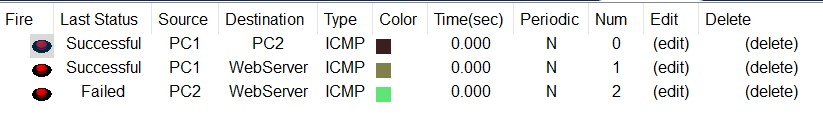 Fire Last Status Source Destination Type Color Time(sec) Periodic Num Edit Delete
Successful PC1 PC2 ICMP 0.000 N 0 (edit) (delete)
Successful PC1 WebServer ICMP 0.000 N 1 (edit) (delete)
Failed PC2 WebServer ICMP 0.000 N 2 (edit) (delete)